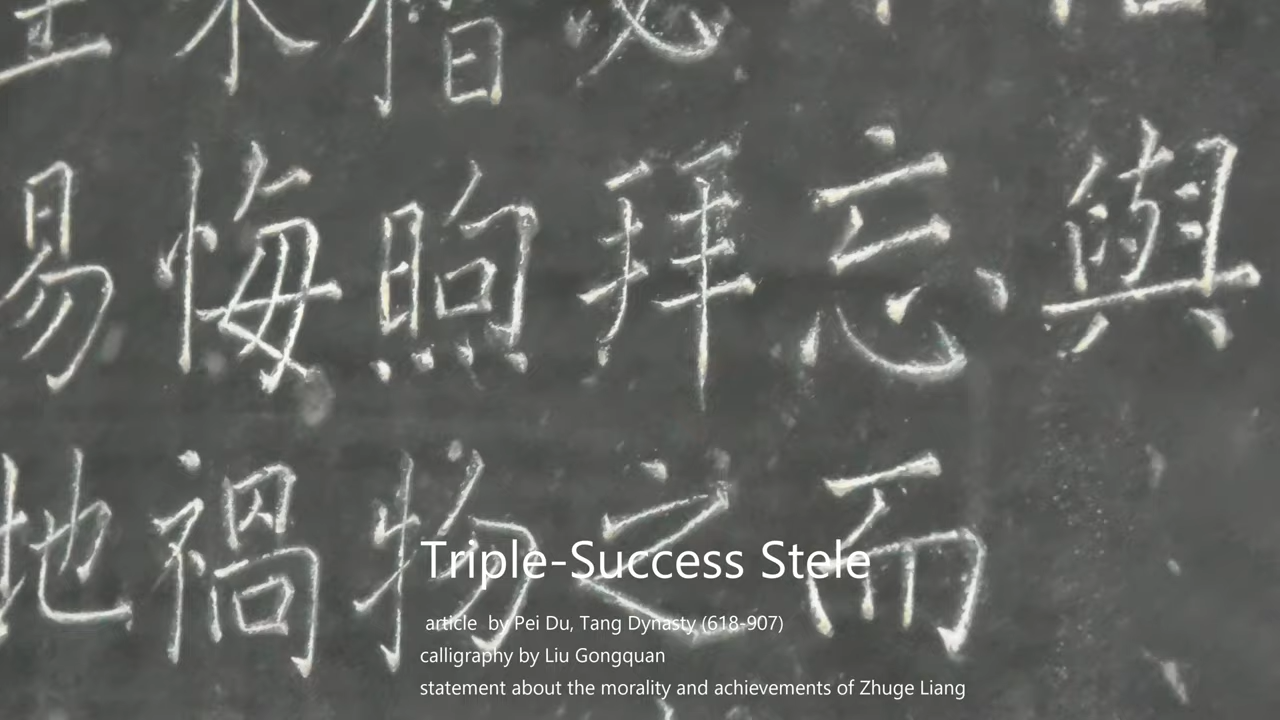 與
忘而
拜之
煦物
悔禍
易地
Triple-Success Stele
article by Pei Du, Tang Dynasty (618-907)
calligraphy by Liu Gongquan
statement about the morality and achievements of Zhuge Liang